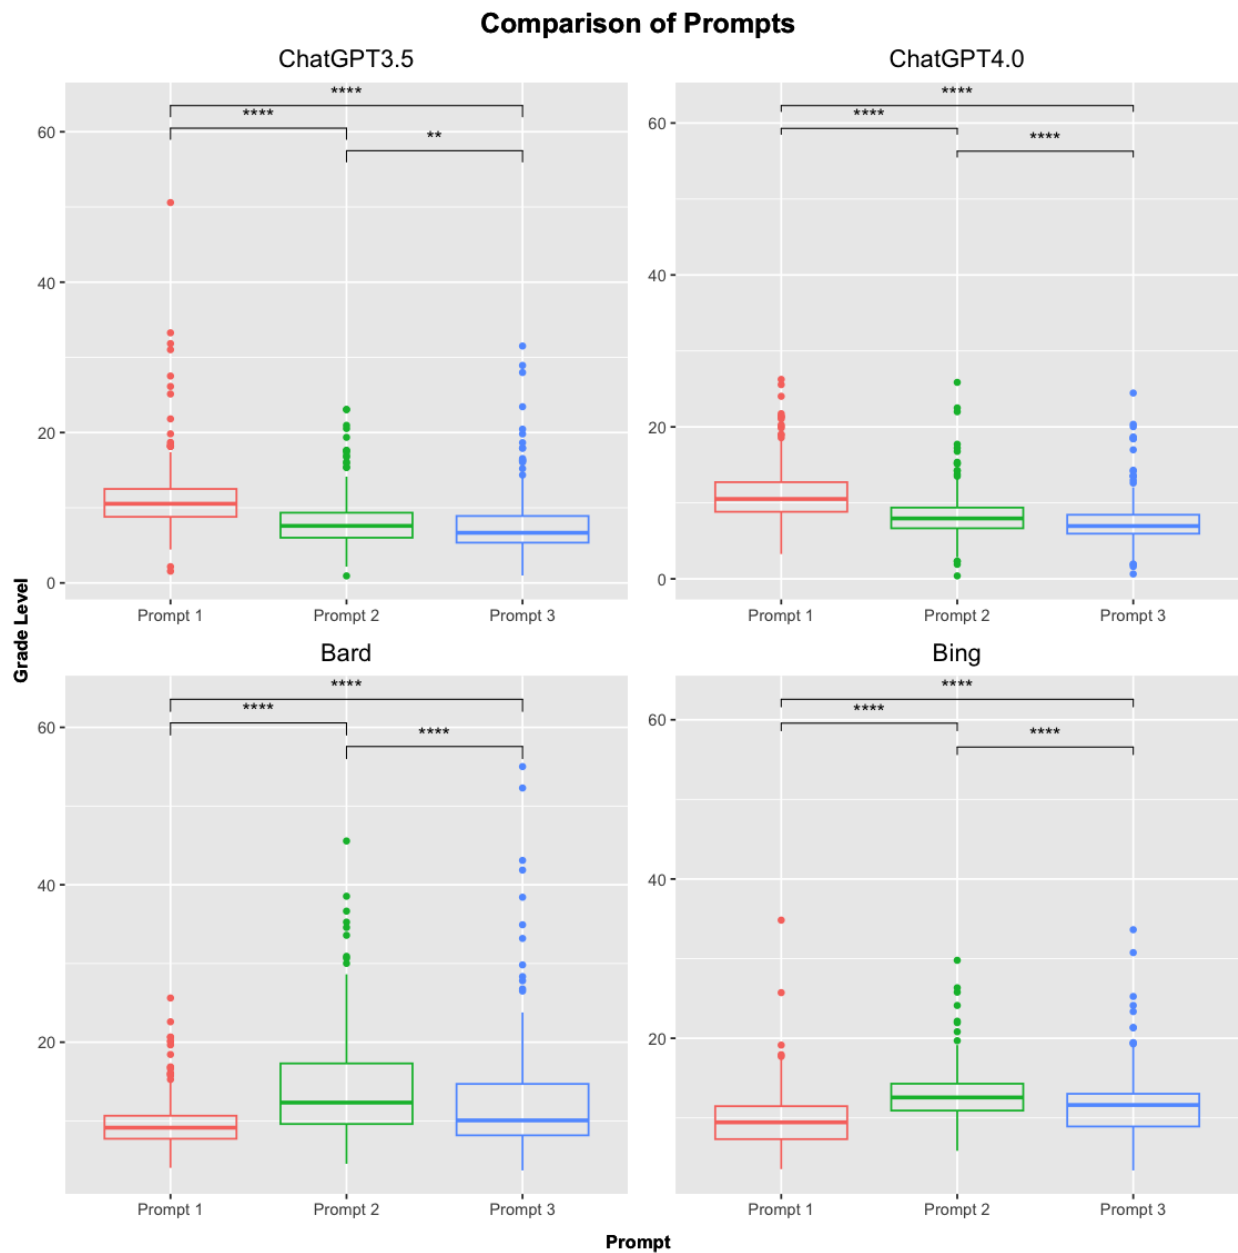 Comparison of Prompts
ChatGPT3.5
****
****
**
60
40
20
0
Prompt 1 Prompt 2 Prompt 3
ChatGPT4.0
****
****
****
60
40
20
0
Prompt 1 Prompt 2 Prompt 3
Grade Level
Bard
****
****
****
60
40
20
Prompt 1 Prompt 2 Prompt 3
Bing
****
****
****
60
40
20
Prompt 1 Prompt 2 Prompt 3
Prompt